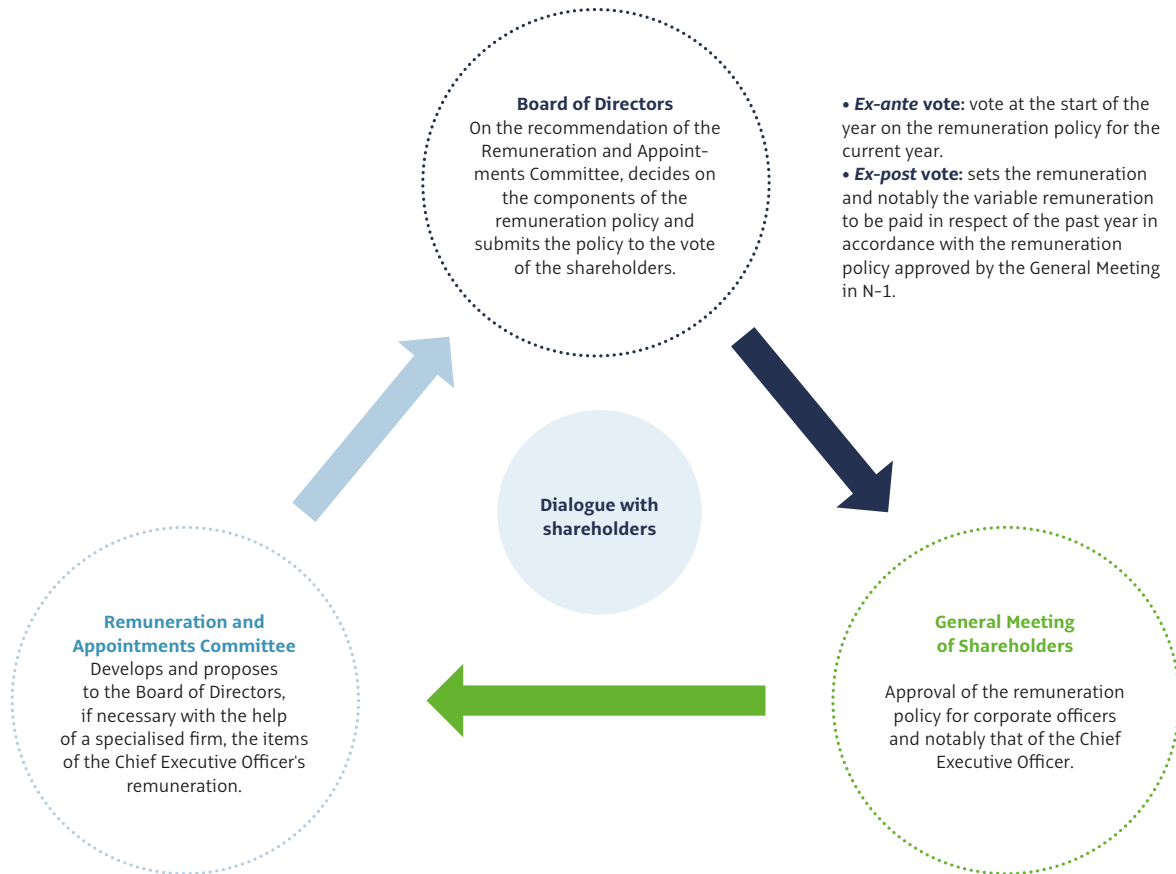 Board of Directors
On the recommendation of the
Remuneration and Appoint-
ments Committee, decides on
the components of the
remuneration policy and
submits the policy to the vote
of the shareholders.
• Ex-ante vote: vote at the start of the
year on the remuneration policy for the
current year.
• Ex-post vote: sets the remuneration
and notably the variable remuneration
to be paid in respect of the past year in
accordance with the remuneration
policy approved by the General Meeting
in N-1.
Dialogue with
shareholders
Remuneration and
Appointments Committee
Develops and proposes
to the Board of Directors,
if necessary with the help
of a specialised firm, the items
of the Chief Executive Officer's
remuneration.
General Meeting
of Shareholders
Approval of the remuneration
policy for corporate officers
and notably that of the Chief
Executive Officer.